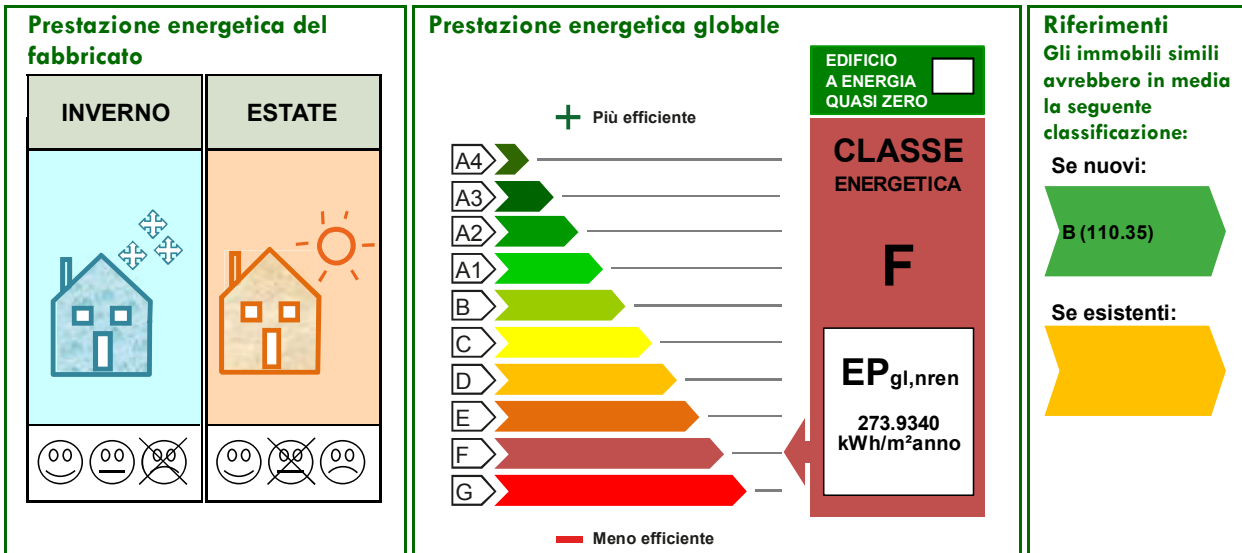 Prestazione energetica del
fabbricato
INVERNO
ESTATE
Prestazione energetica globale
EDIFICIO
A ENERGIA
QUASI ZERO
Più efficiente
A4
A3
A2
A1
B
C
D
E
F
G
Meno efficiente
CLASSE
ENERGETICA
F
EPgl,nren
273.9340
kWh/m²anno
Riferimenti
Gli immobili simili
avrebbero in media
la seguente
classificazione:
Se nuovi:
B (110.35)
Se esistenti: